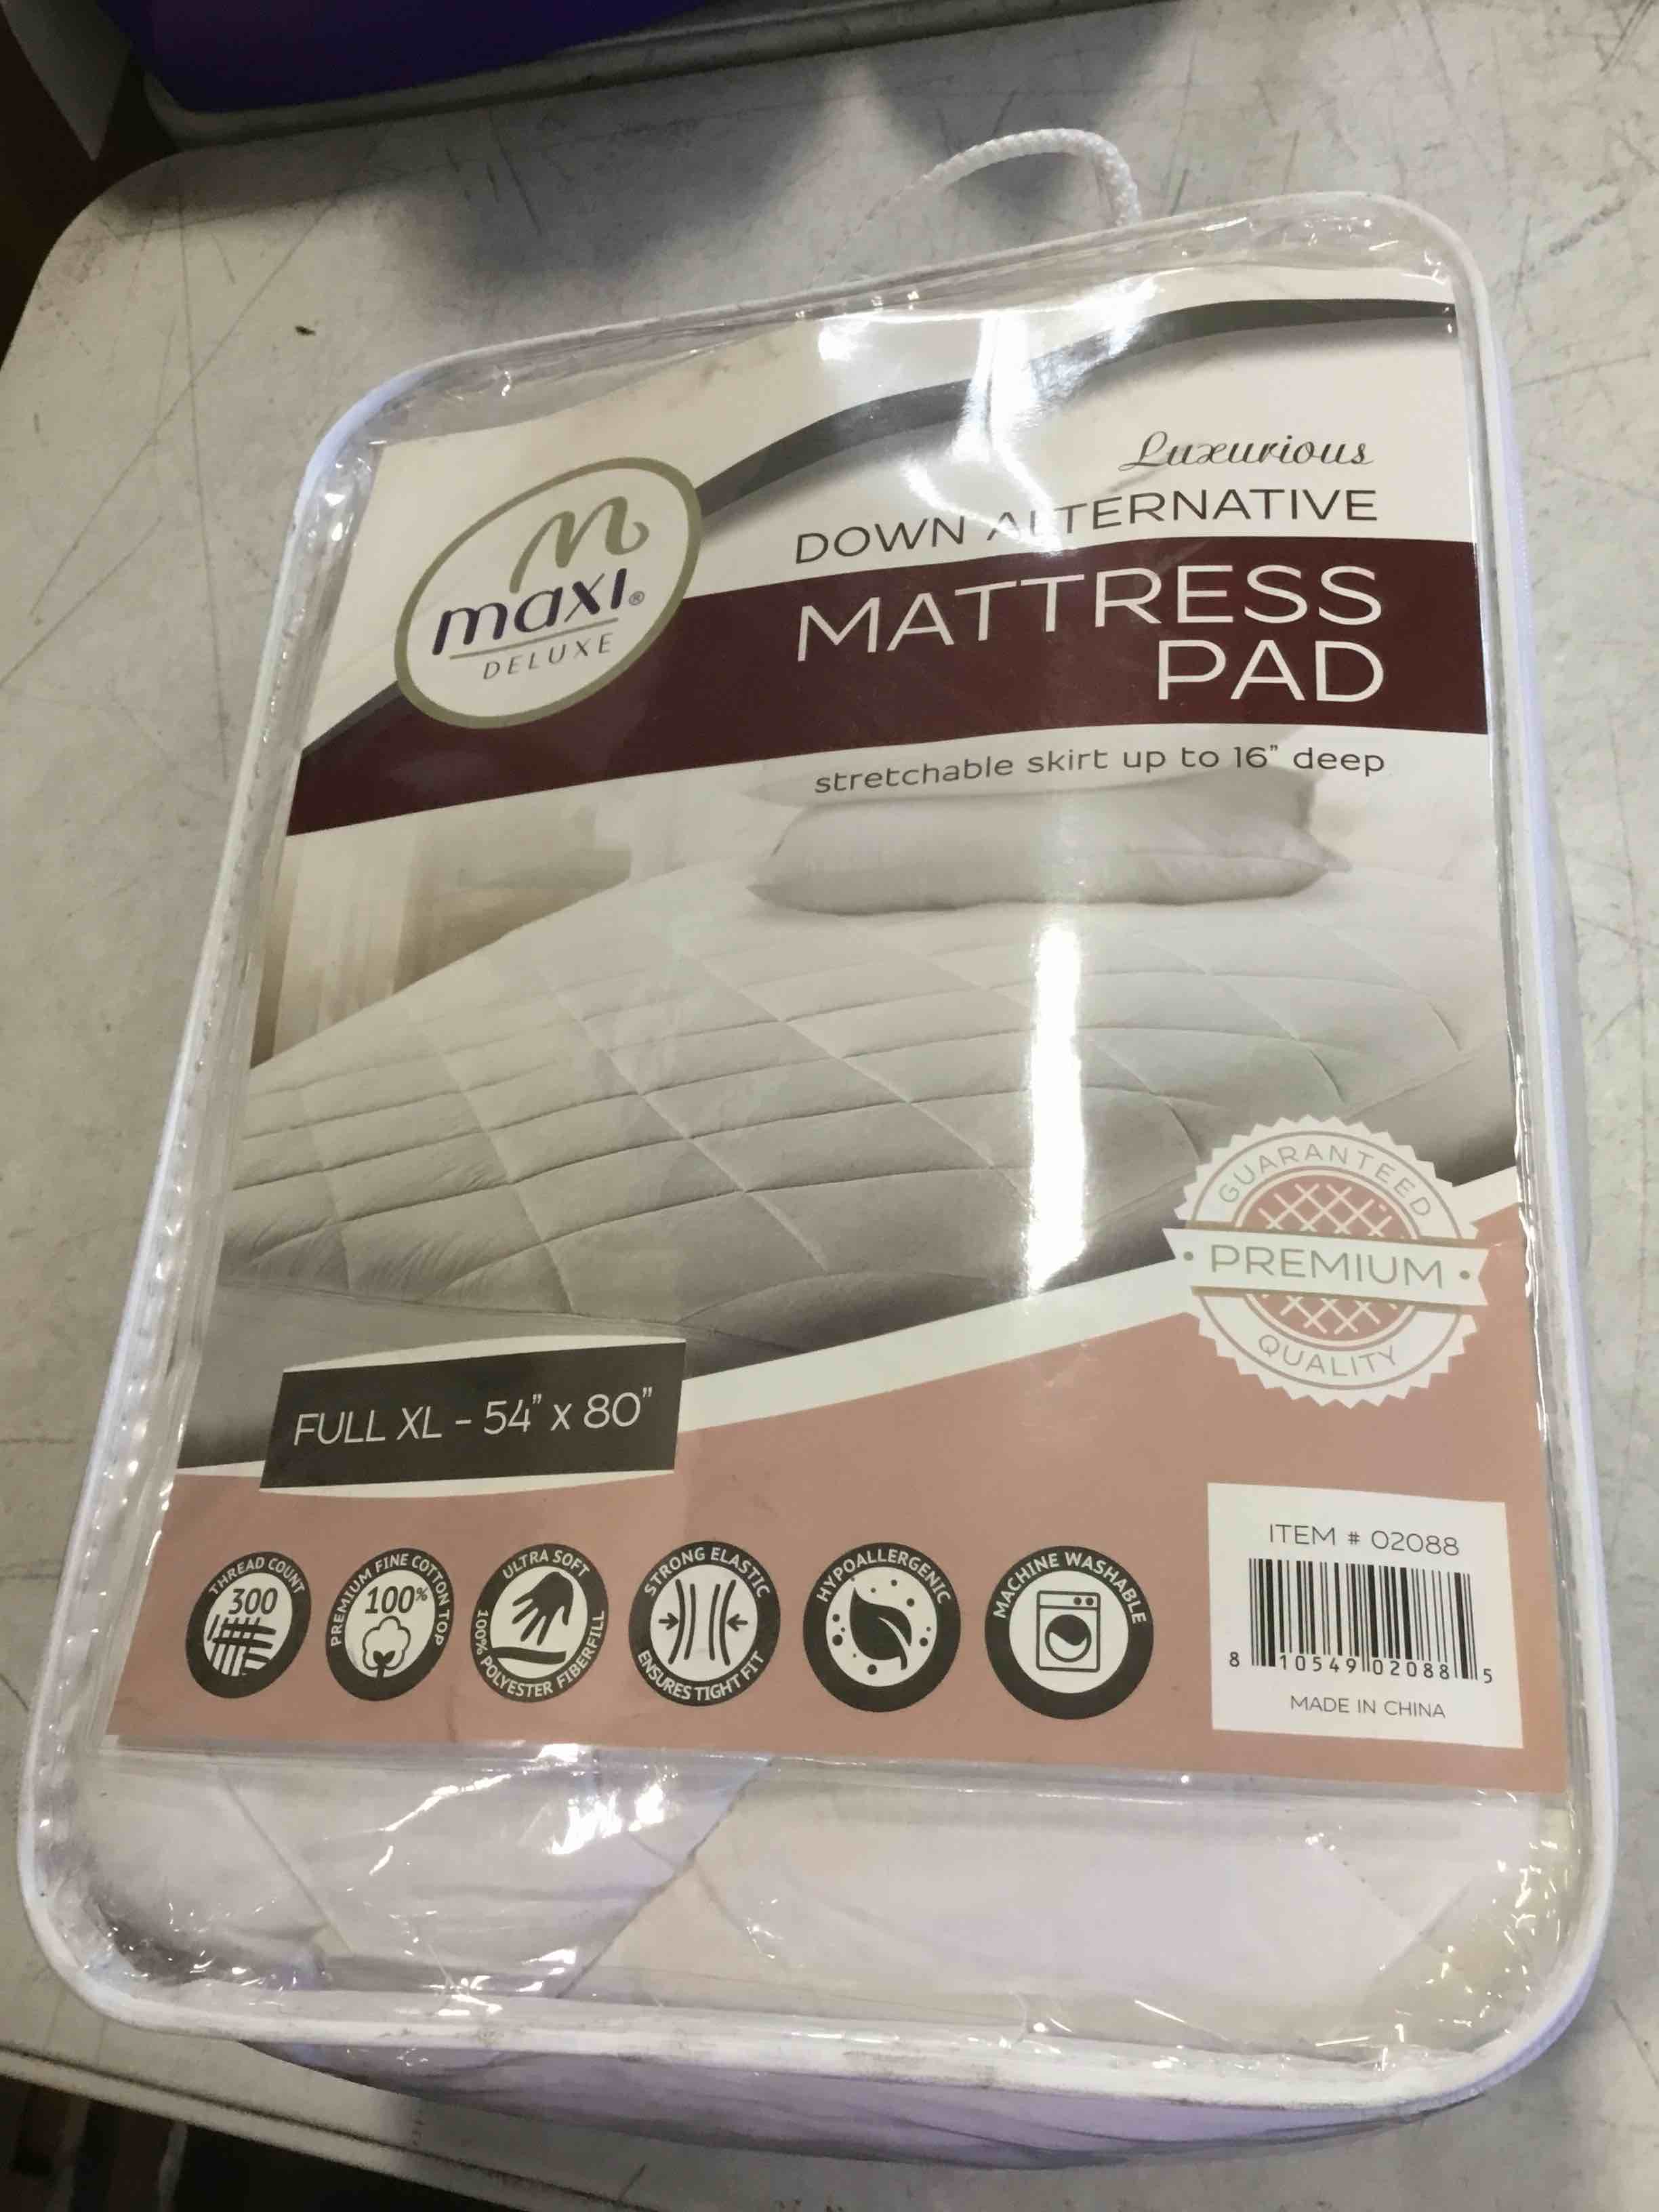 maxi®
DELUXE
Luxurious
DOWN ALTERNATIVE
MATTRESS
PAD
stretchable skirt up to 16" deep
GUARANTEED
• PREMIUM •
QUALITY
FULL XL - 54" x 80"
THREAD COUNT
300
PREMIUM FINE COTTON TOP
100%
ULTRA SOFT
100% POLYESTER FIBERFILL
STRONG ELASTIC
ENSURES TIGHT FIT
HYPOALLERGENIC
MACHINE WASHABLE
ITEM # 02088
8 10549 02088 5
MADE IN CHINA